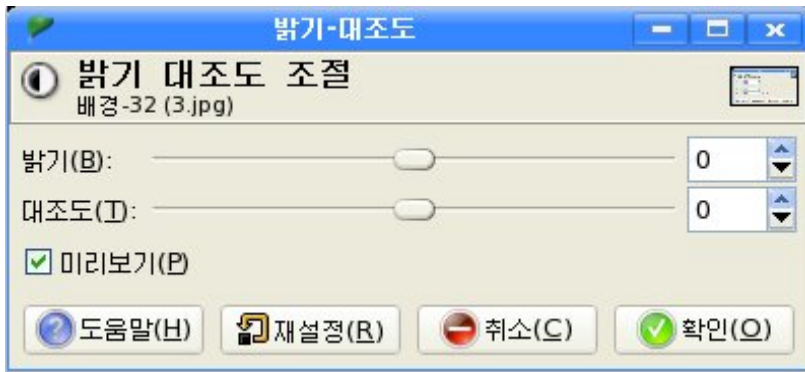 밝기-대조도
밝기 대조도 조절
배경-32 (3.jpg)
밝기(B): 0
대조도(T): 0
미리보기(P)
도움말(H) 재설정(R) 취소(C) 확인(O)